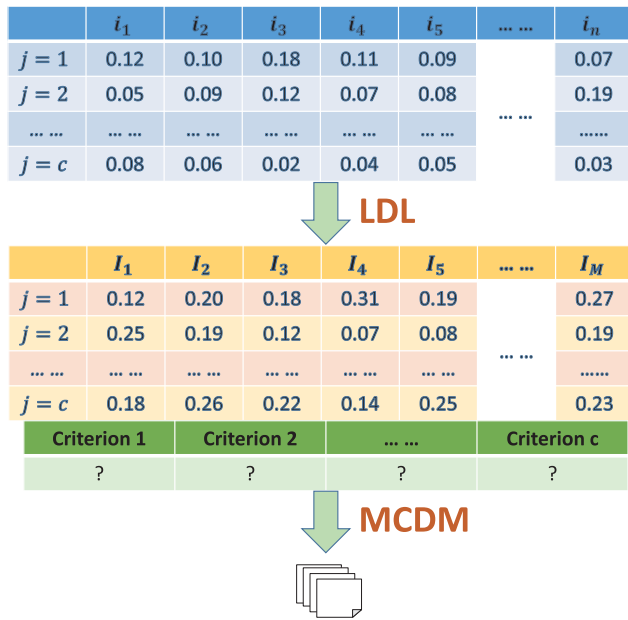 i₁ i₂ i₃ i₄ i₅ ... ... iₙ
j = 1 0.12 0.10 0.18 0.11 0.09 0.07
j = 2 0.05 0.09 0.12 0.07 0.08 ... ... 0.19
... ... ... ... ... ... ... ... ... ... ... ... ......
j = c 0.08 0.06 0.02 0.04 0.05 0.03
LDL
I₁ I₂ I₃ I₄ I₅ ... ... I_M
j = 1 0.12 0.20 0.18 0.31 0.19 0.27
j = 2 0.25 0.19 0.12 0.07 0.08 ... ... 0.19
... ... ... ... ... ... ... ... ... ... ... ... ......
j = c 0.18 0.26 0.22 0.14 0.25 0.23
Criterion 1 Criterion 2 ... ... Criterion c
? ? ? ?
MCDM